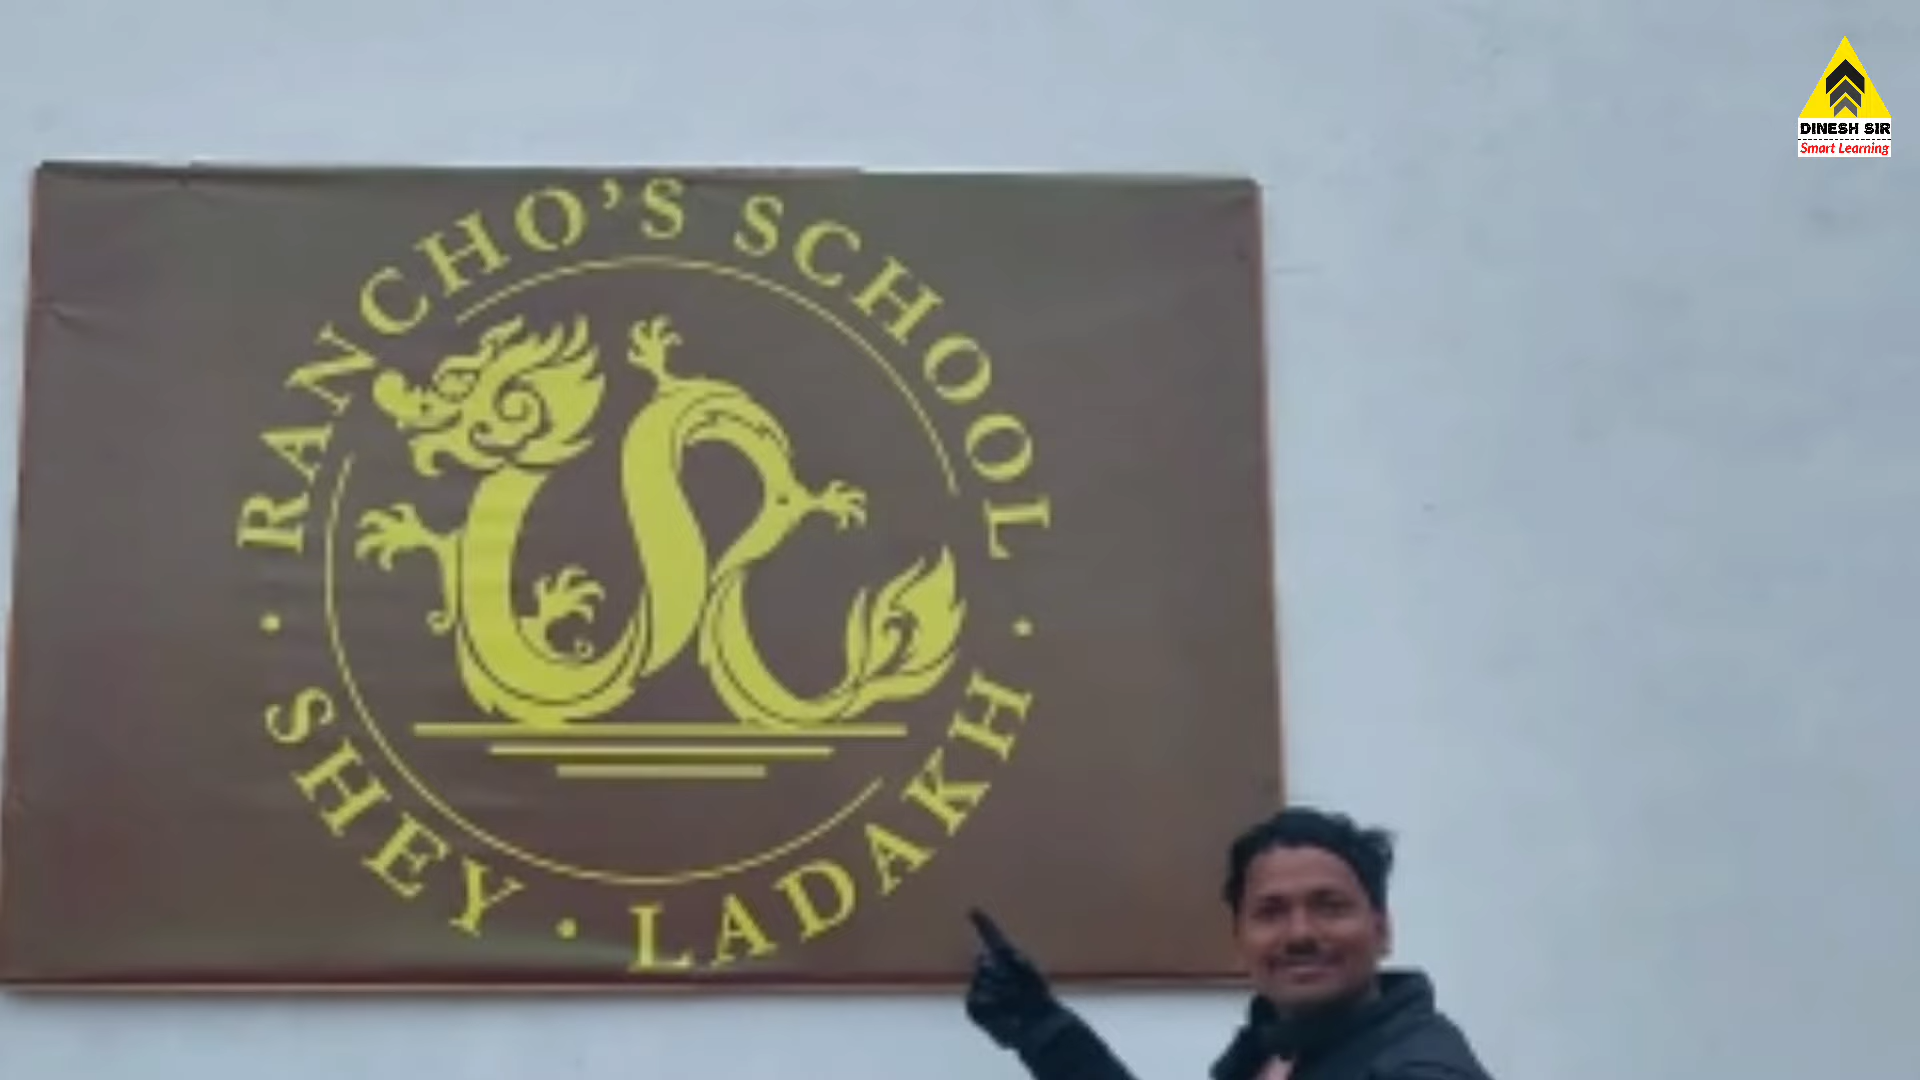 RANCHO'S SCHOOL
· SHEY · LADAKH ·
DINESH SIR
Smart Learning